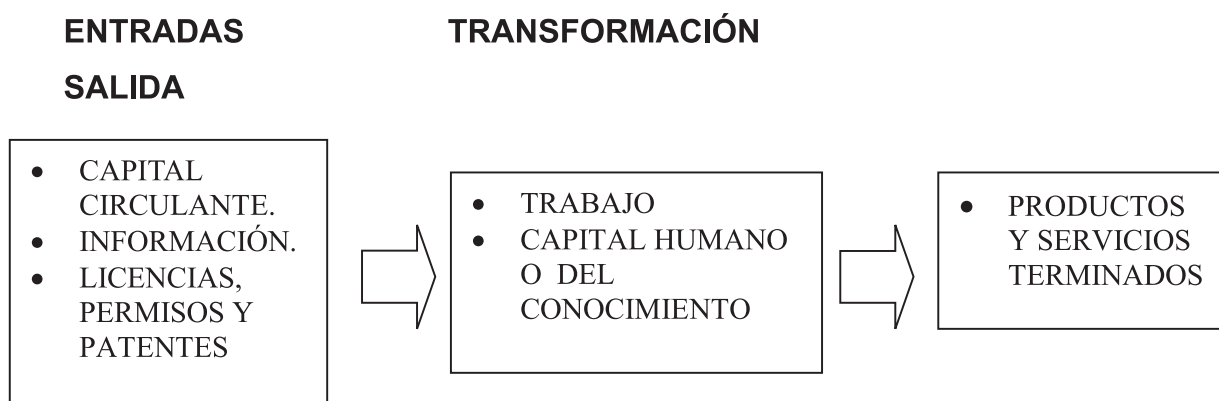 ENTRADAS TRANSFORMACIÓN
SALIDA
• CAPITAL
CIRCULANTE.
• INFORMACIÓN.
• LICENCIAS,
PERMISOS Y
PATENTES
• TRABAJO
• CAPITAL HUMANO
O DEL
CONOCIMIENTO
• PRODUCTOS
Y SERVICIOS
TERMINADOS